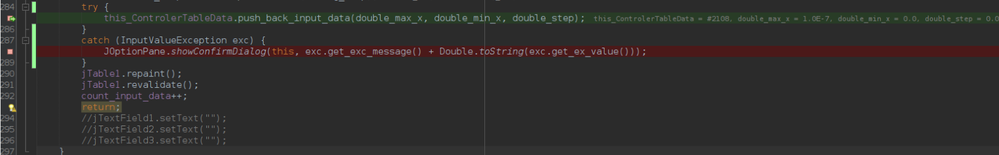 284 try {
this_ControlerTableData.push_back_input_data(double_max_x, double_min_x, double_step); this_ControlerTableData = #2108, double_max_x = 1.0E-7, double_min_x = 0.0, double_step = 0.0
286 }
287 catch (InputValueException exc) {
JOptionPane.showConfirmDialog(this, exc.get_exc_message() + Double.toString(exc.get_ex_value()));
289 }
290 jTable1.repaint();
291 jTable1.revalidate();
292 count_input_data++;
return;
294 //jTextField1.setText("");
295 //jTextField2.setText("");
296 //jTextField3.setText("");
297 }